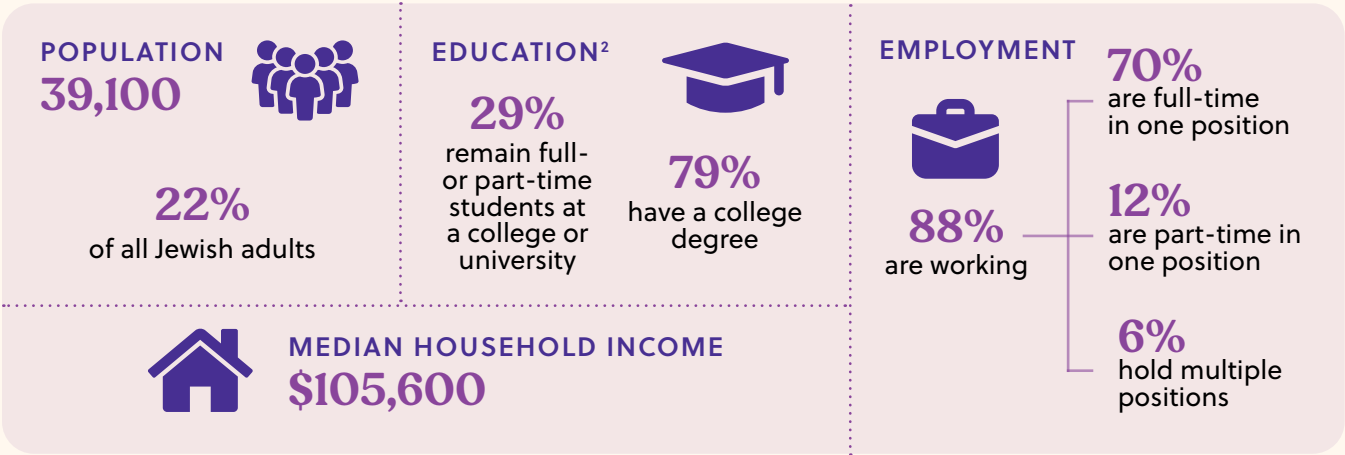 POPULATION
39,100
22%
of all Jewish adults
EDUCATION²
29%
remain full-
or part-time
students at
a college or
university
79%
have a college
degree
MEDIAN HOUSEHOLD INCOME
$105,600
EMPLOYMENT
88%
are working
70%
are full-time
in one position
12%
are part-time in
one position
6%
hold multiple
positions